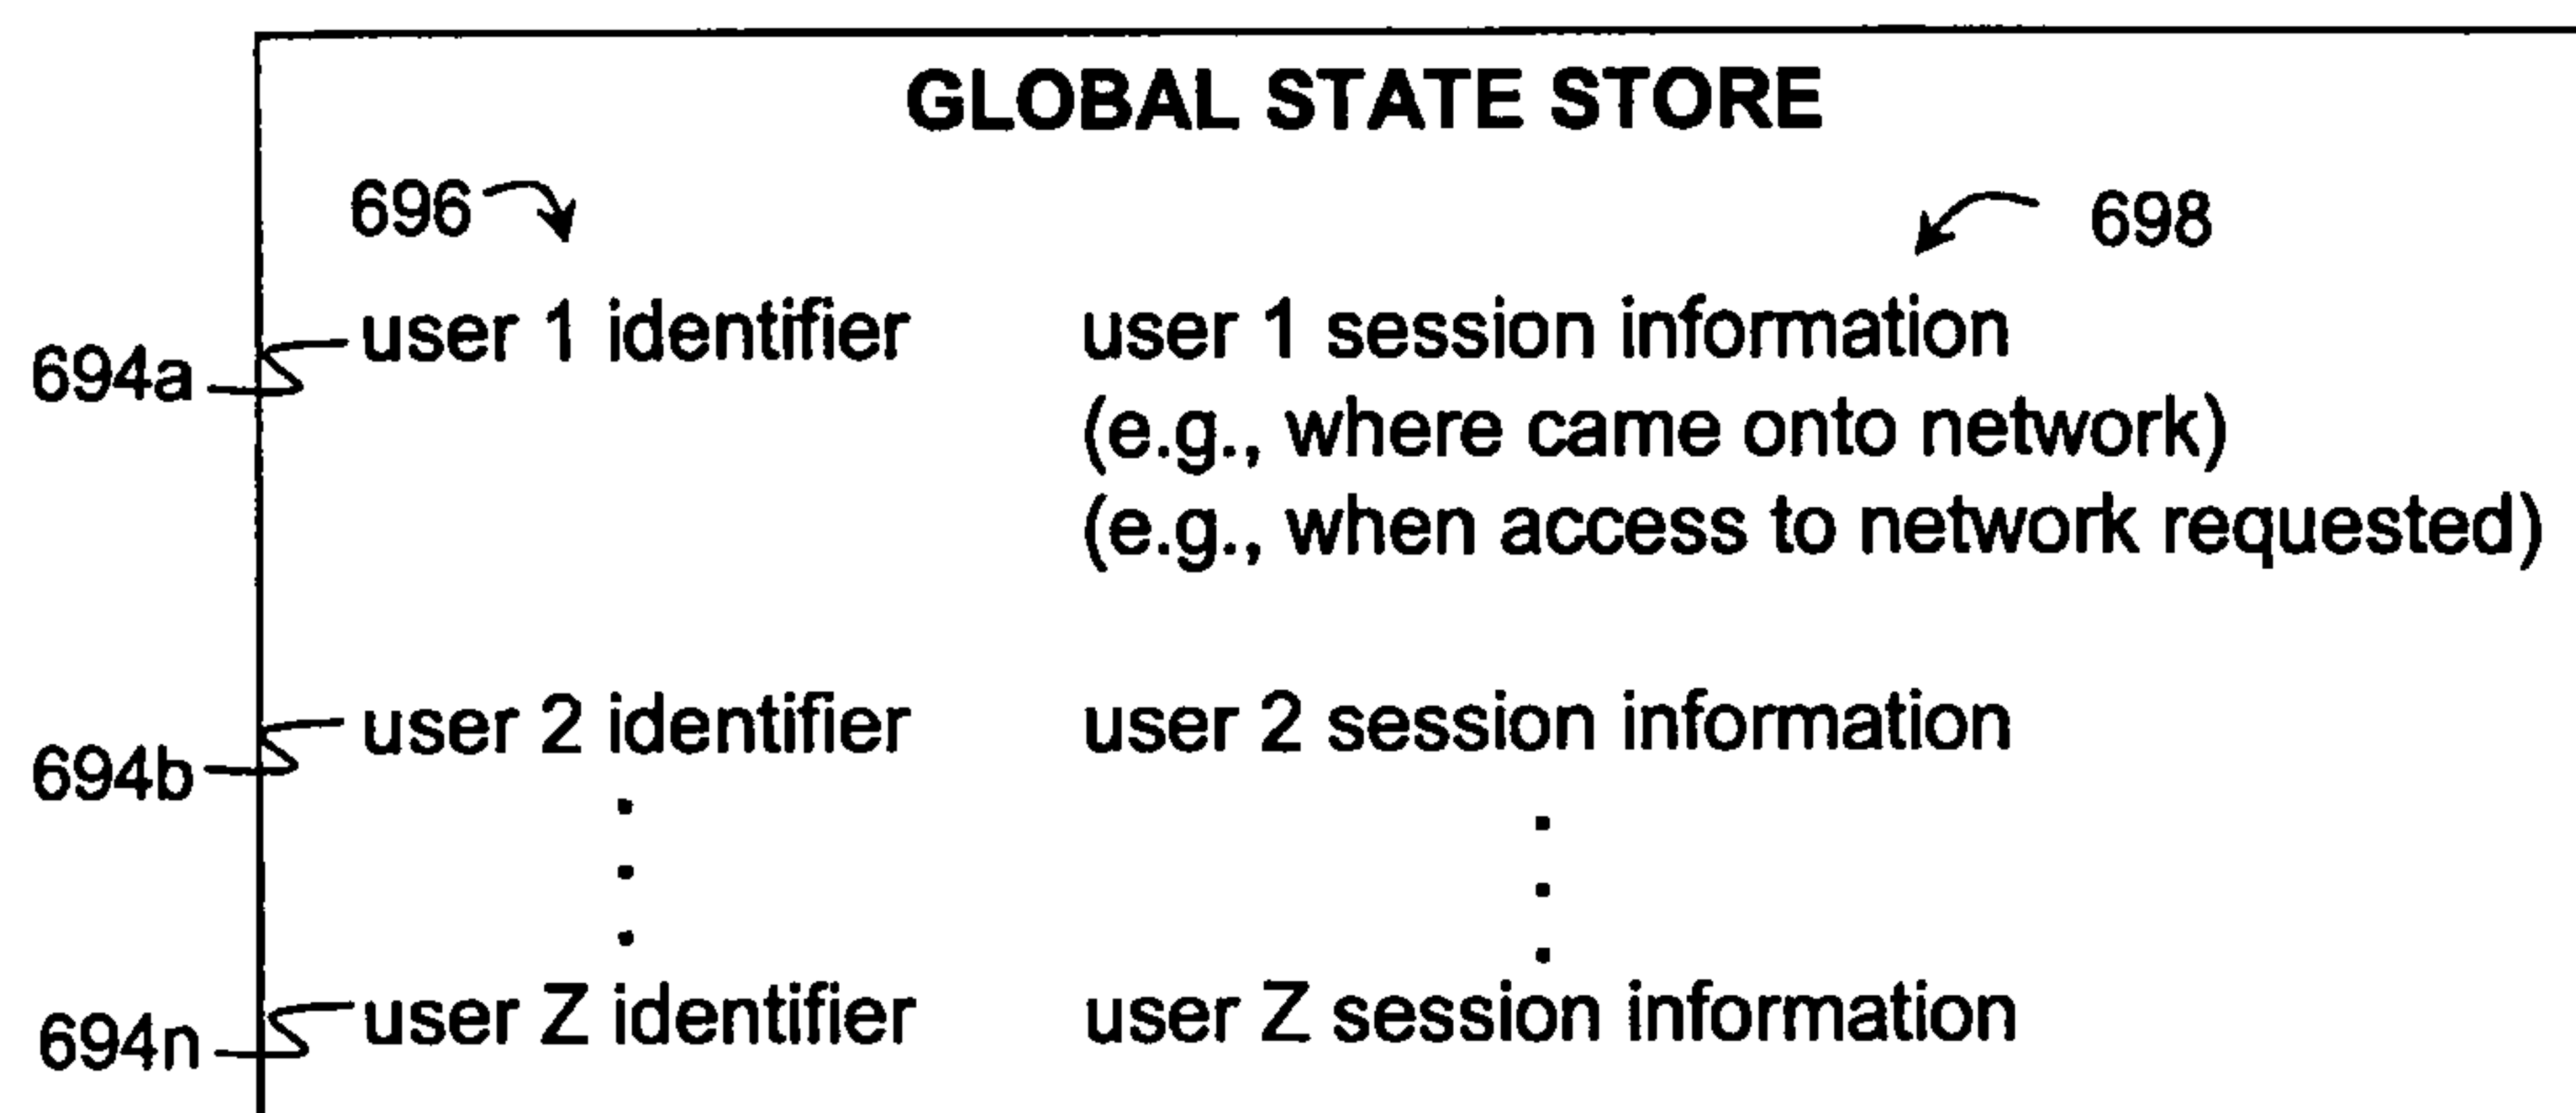 GLOBAL STATE STORE
696 698
user 1 identifier user 1 session information
694a
(e.g., where came onto network)
(e.g., when access to network requested)
user 2 identifier user 2 session information
694b
user Z identifier user Z session information
694n